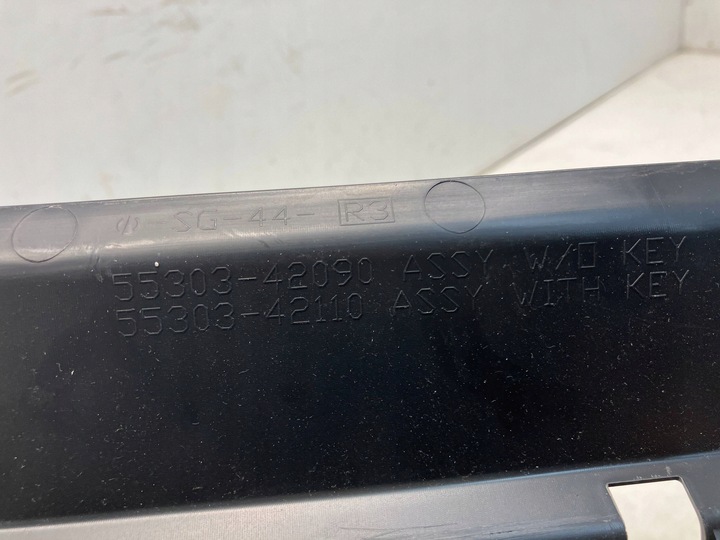 SG-44- R3
55303-42090 ASSY W/O KEY
55303-42110 ASSY WITH KEY